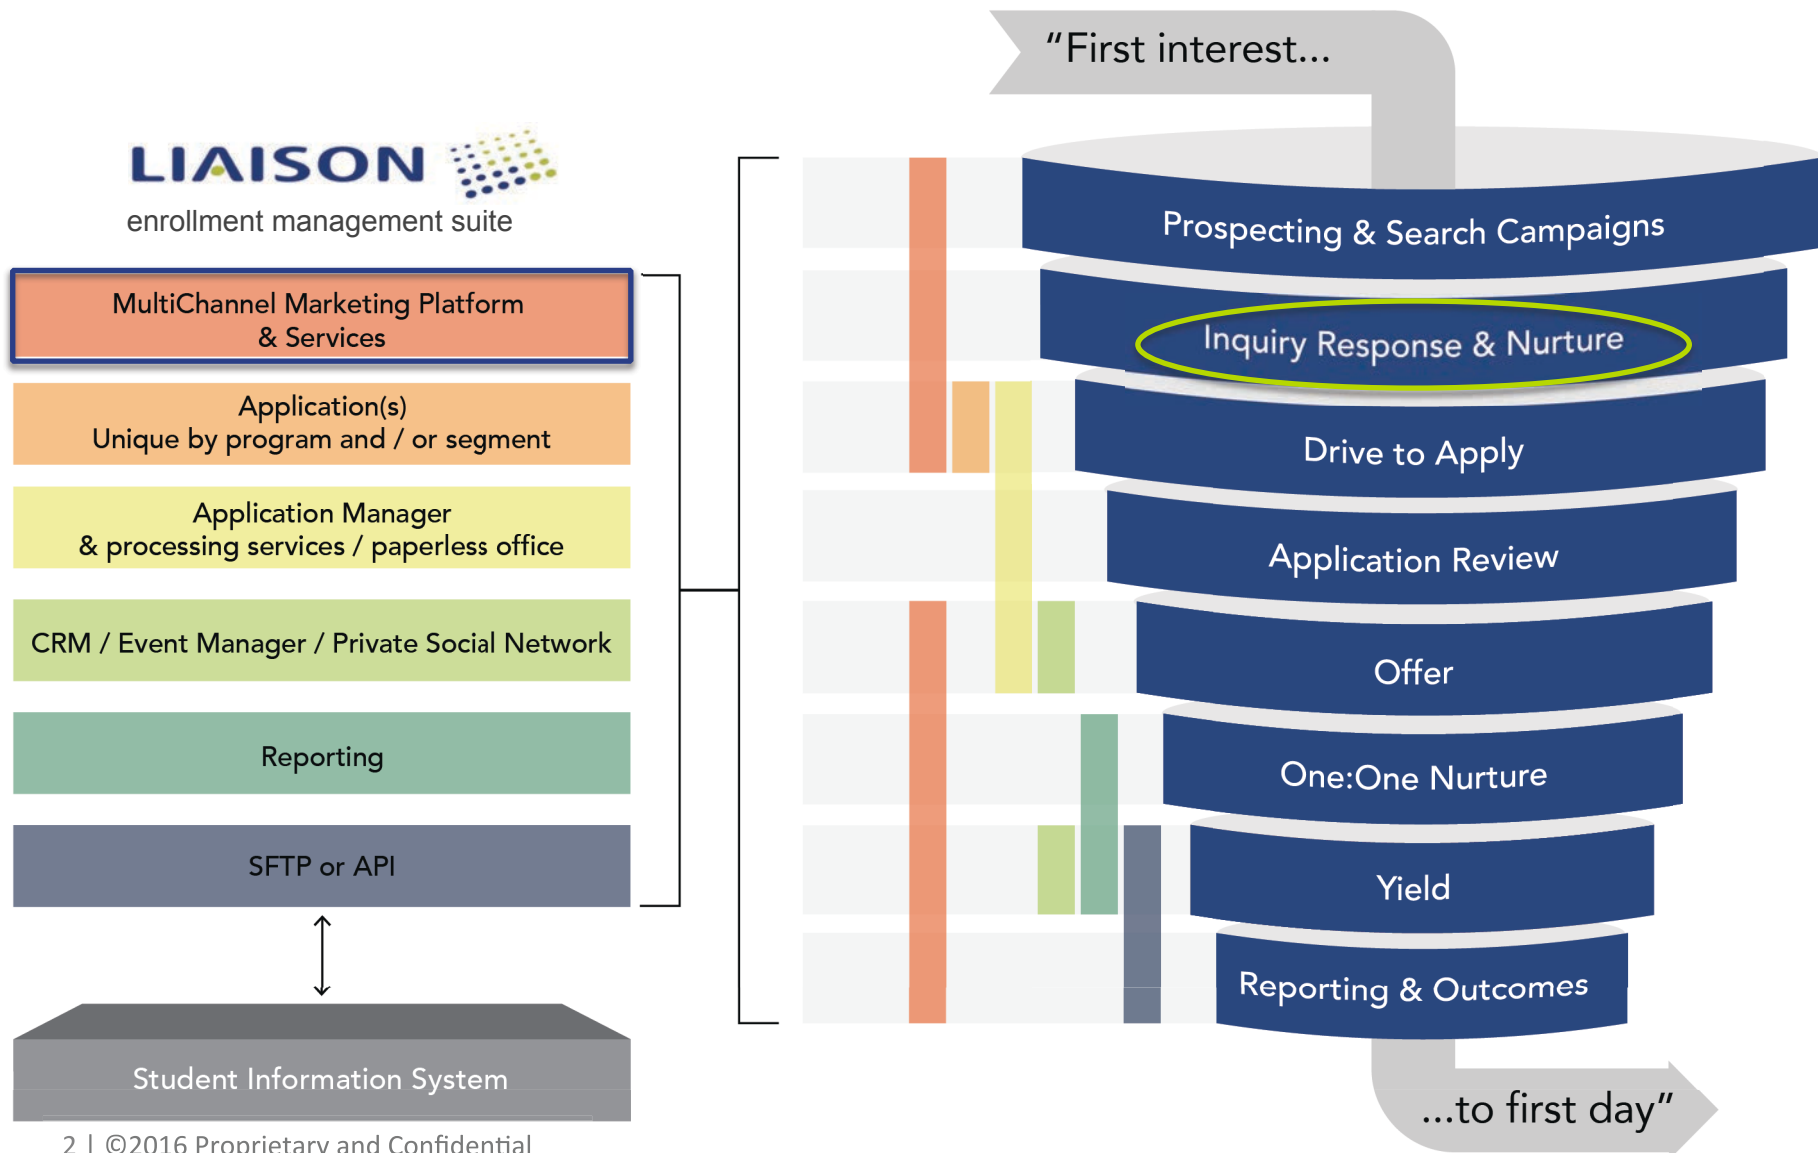 "First interest...
LIAISON
enrollment management suite
MultiChannel Marketing Platform
& Services
Application(s)
Unique by program and / or segment
Application Manager
& processing services / paperless office
CRM / Event Manager / Private Social Network
Reporting
SFTP or API
Student Information System
2 | ©2016 Proprietary and Confidential
Prospecting & Search Campaigns
Inquiry Response & Nurture
Drive to Apply
Application Review
Offer
One:One Nurture
Yield
Reporting & Outcomes
...to first day"